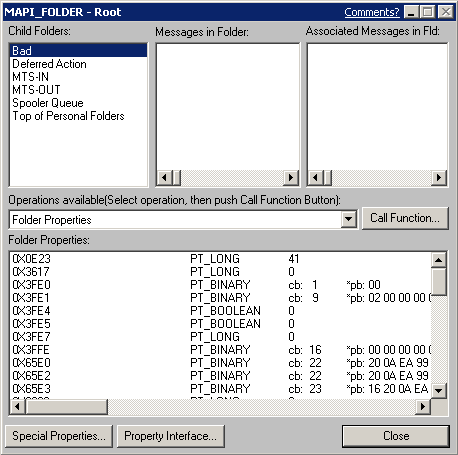 MAPI_FOLDER - Root
Comments?
Child Folders:
Messages in Folder:
Associated Messages in Fld:
Bad
Deferred Action
MTS-IN
MTS-OUT
Spooler Queue
Top of Personal Folders
Operations available(Select operation, then push Call Function Button):
Folder Properties
Call Function...
Folder Properties:
0X0E23 PT_LONG 41
0X3617 PT_LONG 0
0X3FE0 PT_BINARY cb: 1 *pb: 00
0X3FE1 PT_BINARY cb: 9 *pb: 02 00 00 00 0
0X3FE4 PT_BOOLEAN 0
0X3FE5 PT_BOOLEAN 0
0X3FE7 PT_LONG 0
0X3FFE PT_BINARY cb: 16 *pb: 00 00 00 00 0
0X65E0 PT_BINARY cb: 22 *pb: 20 0A EA 99
0X65E2 PT_BINARY cb: 22 *pb: 20 0A EA 99
0X65E3 PT_BINARY cb: 23 *pb: 16 20 0A EA
Special Properties...
Property Interface...
Close